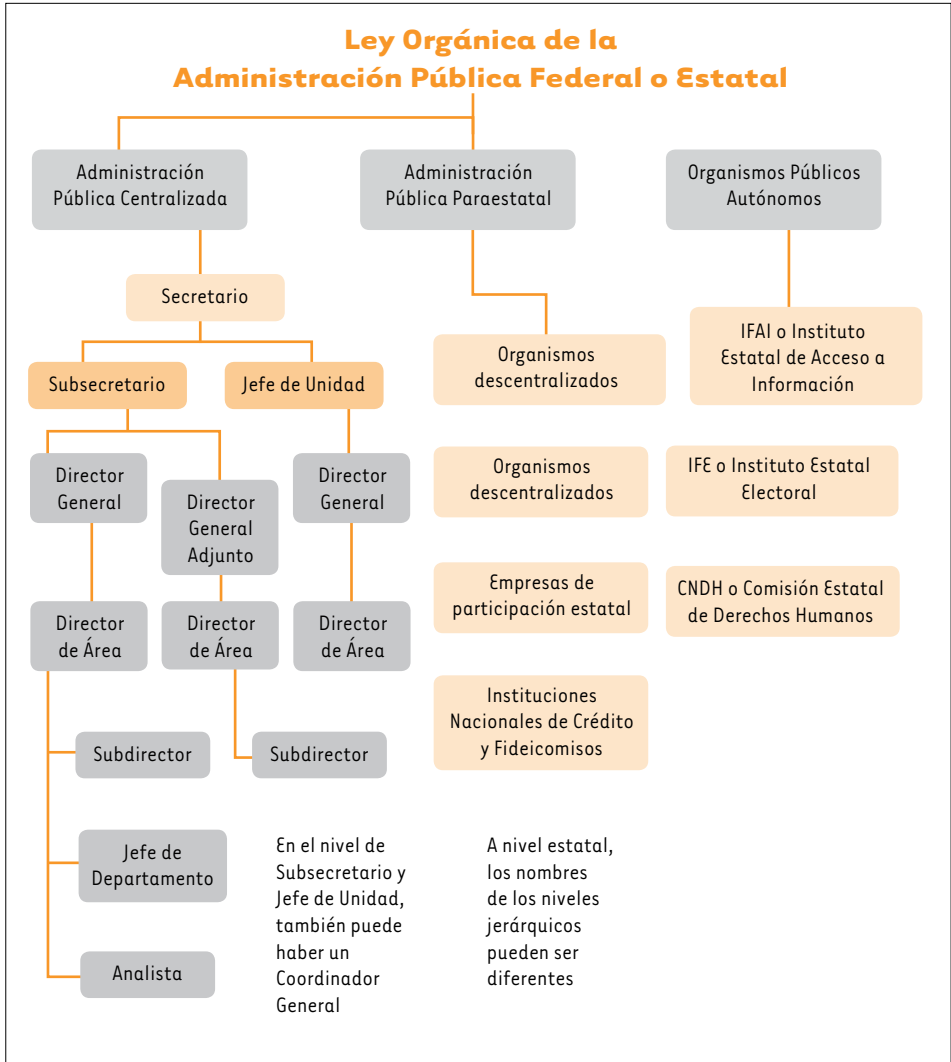 Ley Orgánica de la
Administración Pública Federal o Estatal
Administración
Pública Centralizada
Administración
Pública Paraestatal
Organismos Públicos
Autónomos
Secretario
Subsecretario
Jefe de Unidad
Director
General
Director
General
Adjunto
Director
General
Director
de Área
Director
de Área
Director
de Área
Subdirector
Subdirector
Jefe de
Departamento
Analista
Organismos
descentralizados
Organismos
descentralizados
Empresas de
participación estatal
Instituciones
Nacionales de Crédito
y Fideicomisos
IFAI o Instituto
Estatal de Acceso a
Información
IFE o Instituto Estatal
Electoral
CNDH o Comisión Estatal
de Derechos Humanos
En el nivel de
Subsecretario y
Jefe de Unidad,
también puede
haber un
Coordinador
General
A nivel estatal,
los nombres
de los niveles
jerárquicos
pueden ser
diferentes